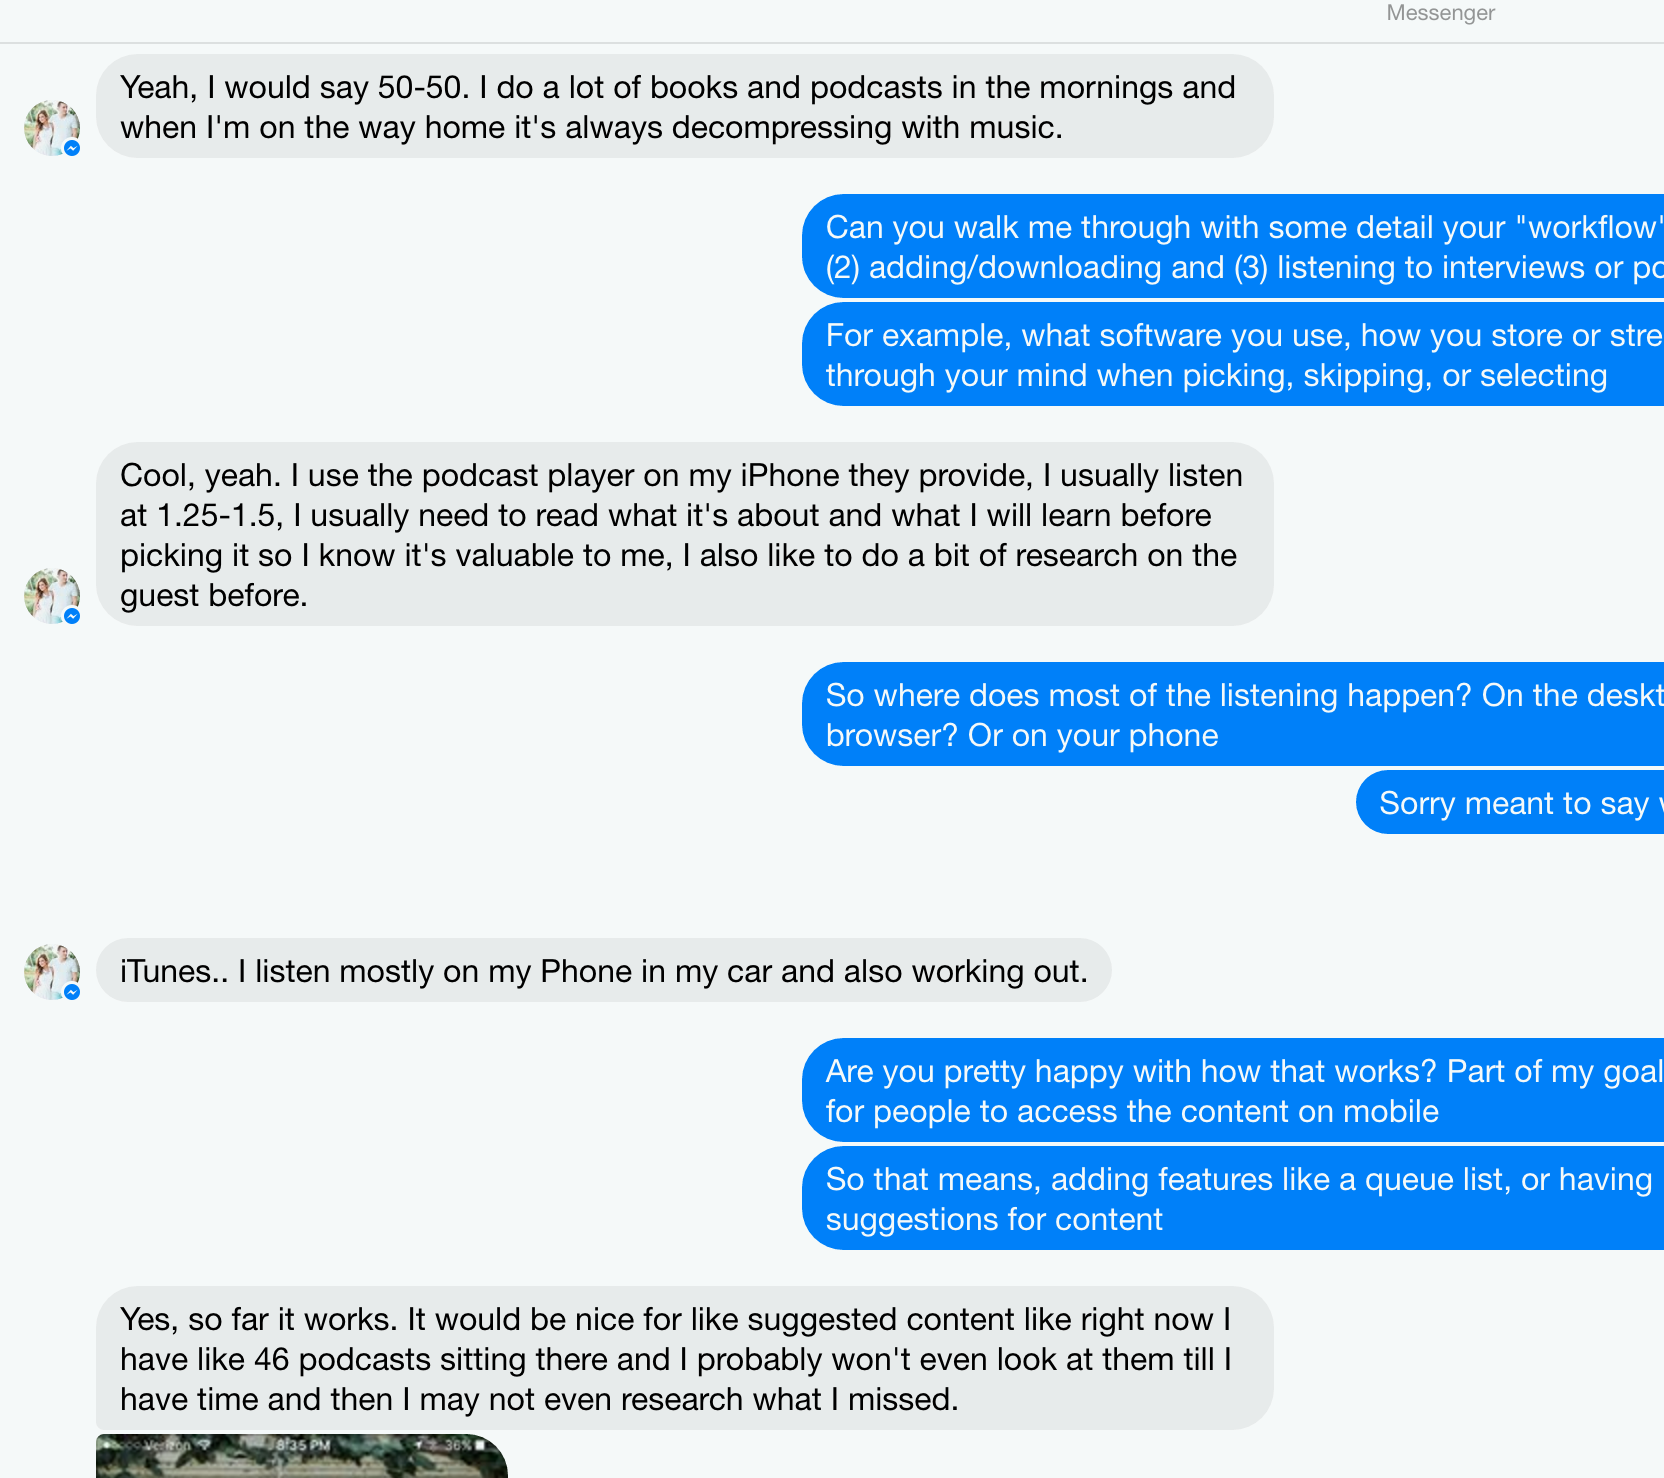 Messenger
Yeah, I would say 50-50. I do a lot of books and podcasts in the mornings and
when I'm on the way home it's always decompressing with music.
Can you walk me through with some detail your "workflow"
(2) adding/downloading and (3) listening to interviews or po
For example, what software you use, how you store or stre
through your mind when picking, skipping, or selecting
Cool, yeah. I use the podcast player on my iPhone they provide, I usually listen
at 1.25-1.5, I usually need to read what it's about and what I will learn before
picking it so I know it's valuable to me, I also like to do a bit of research on the
guest before.
So where does most of the listening happen? On the deskt
browser? Or on your phone
Sorry meant to say
iTunes.. I listen mostly on my Phone in my car and also working out.
Are you pretty happy with how that works? Part of my goal
for people to access the content on mobile
So that means, adding features like a queue list, or having
suggestions for content
Yes, so far it works. It would be nice for like suggested content like right now I
have like 46 podcasts sitting there and I probably won't even look at them till I
have time and then I may not even research what I missed.
Verizon 8:35 PM 36%